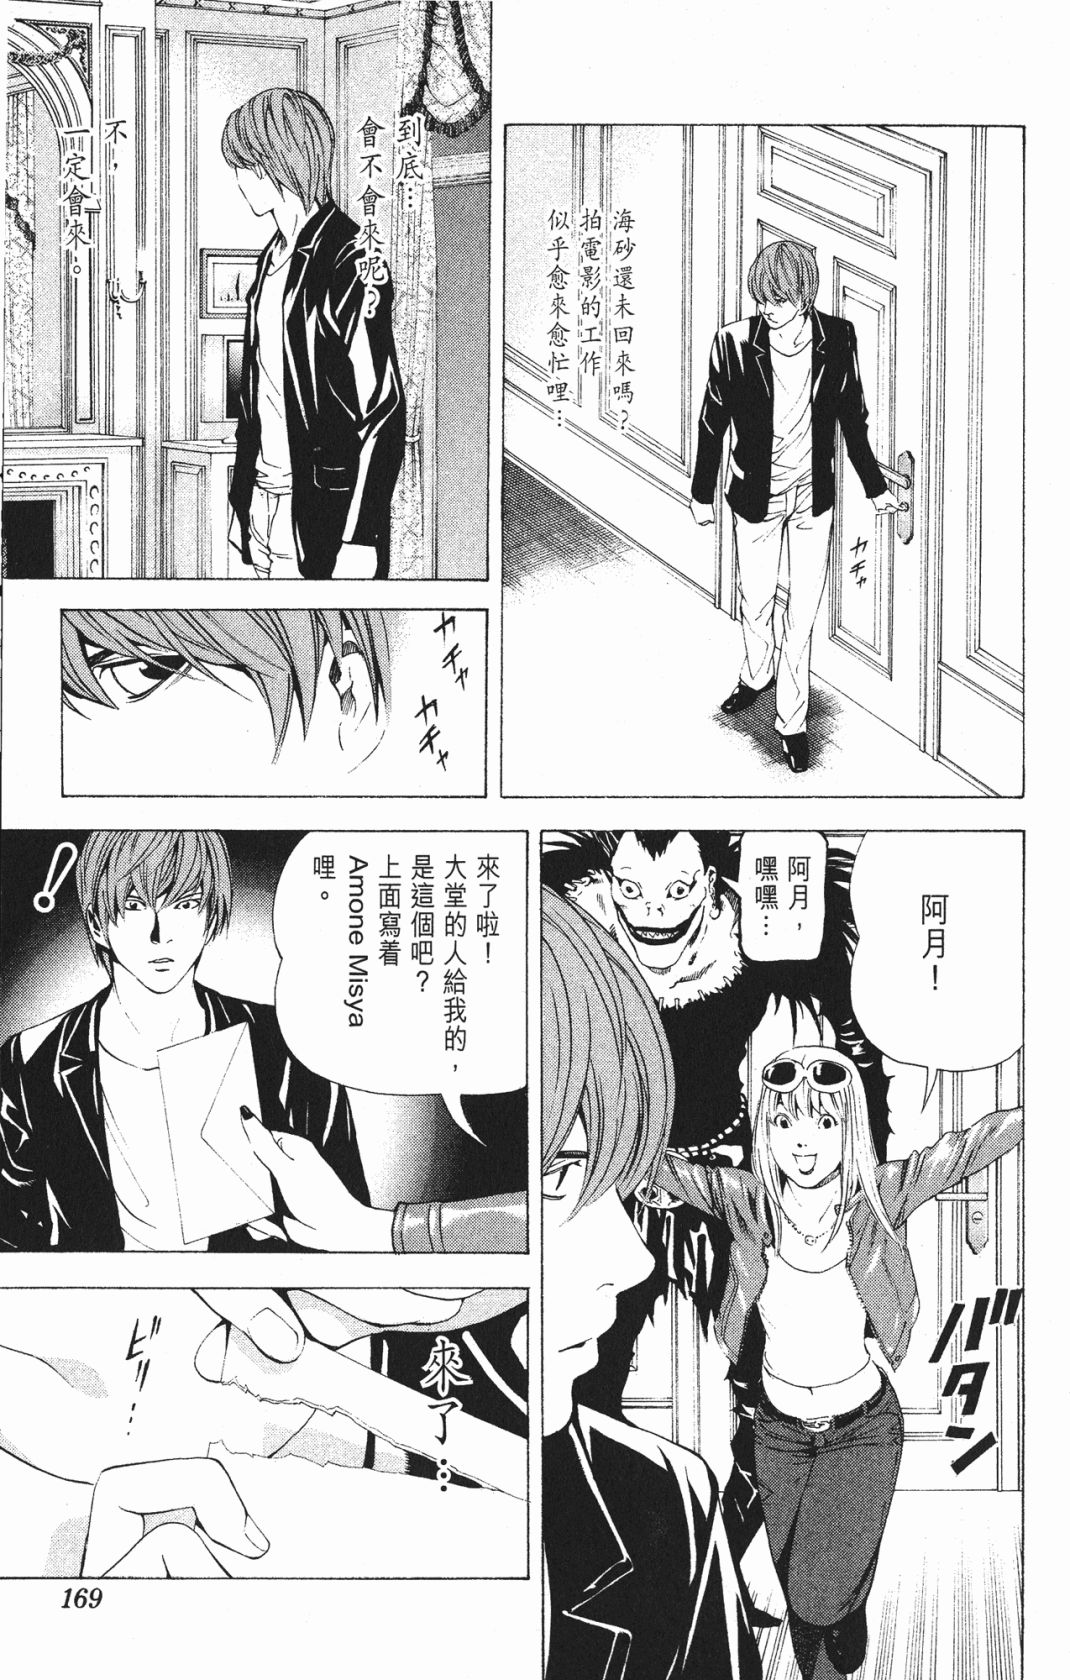 海砂還未回來嗎？
拍電影的工作
似乎愈來愈忙哩…
カチャ
到底…
會不會來呢？
不，
一定會來。
カチャ
カチャ
阿月！
阿月，
嘿嘿…
バタン
來了啦！
大堂的人給我的，
是這個吧？
上面寫着
Amone Misya
哩。
！
來了…
ビリ…
169